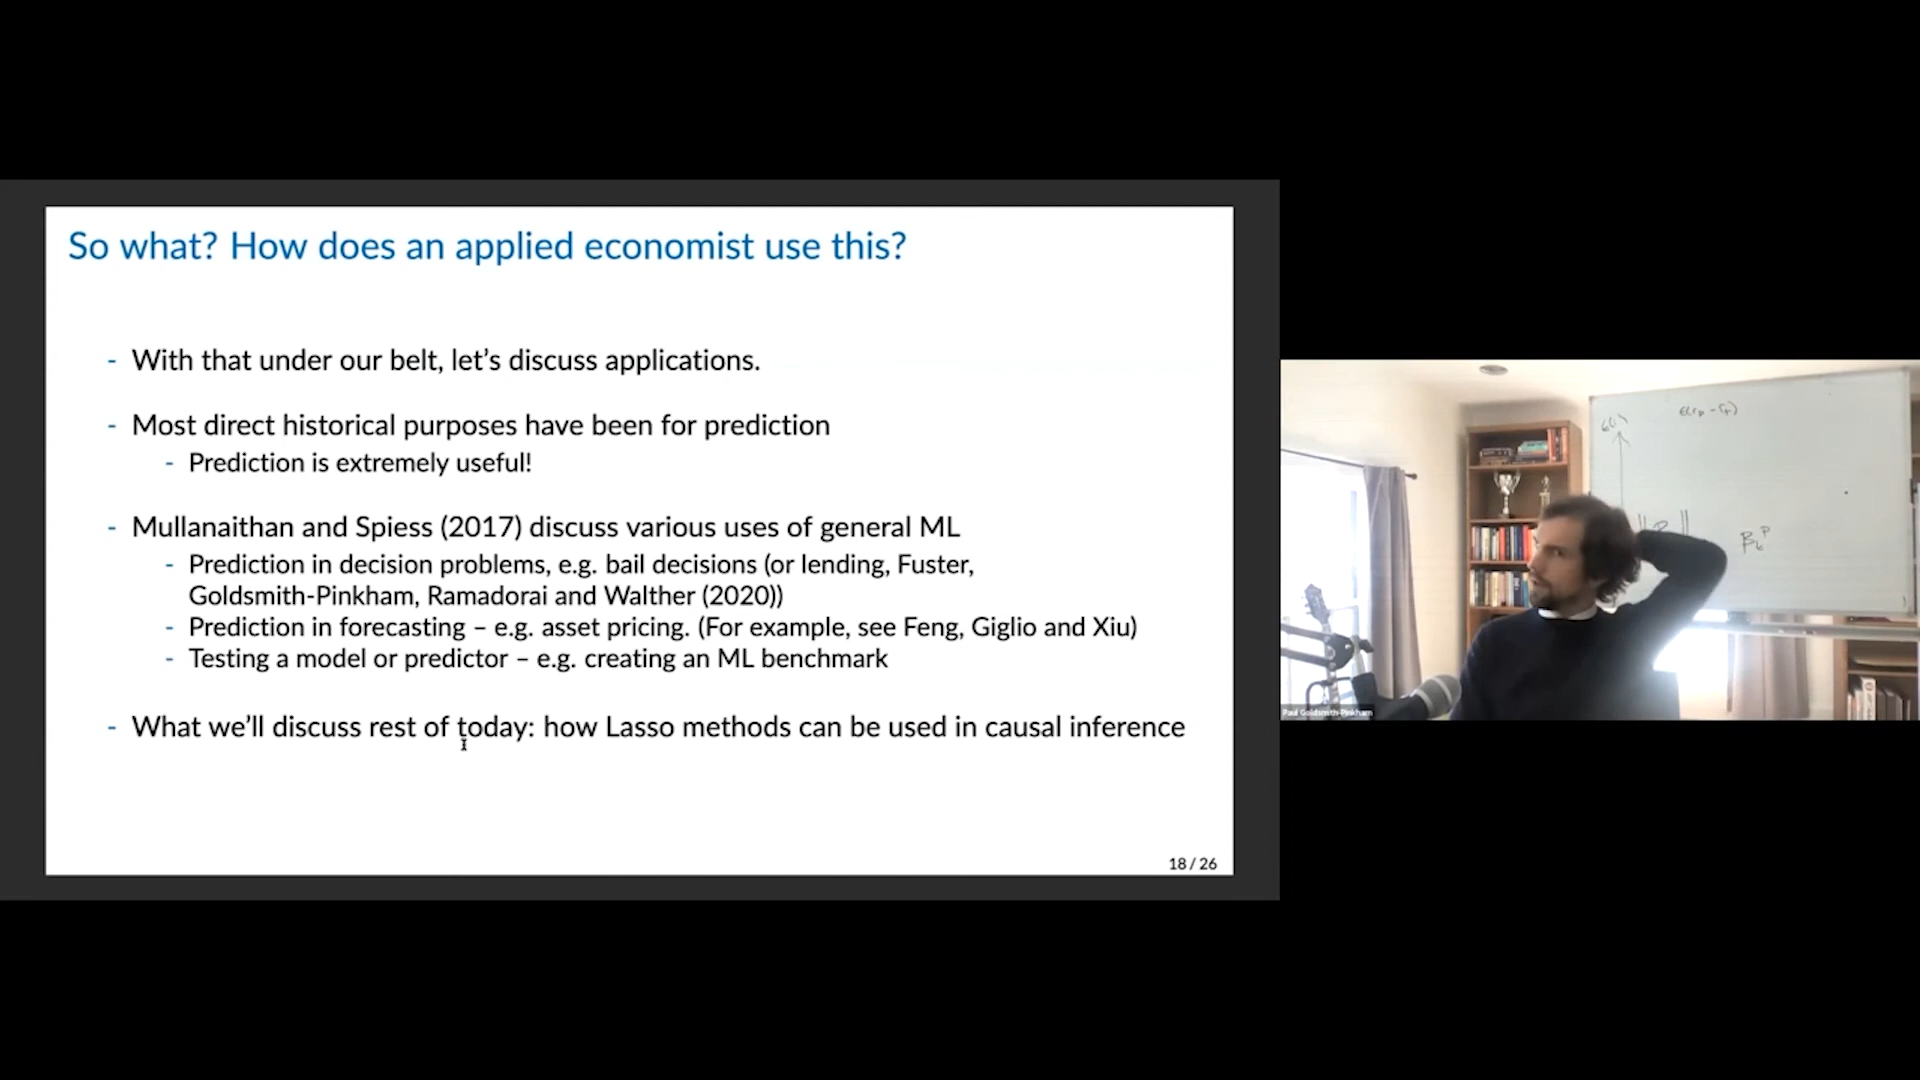 So what? How does an applied economist use this?
- With that under our belt, let’s discuss applications.
- Most direct historical purposes have been for prediction
- Prediction is extremely useful!
- Mullanaithan and Spiess (2017) discuss various uses of general ML
- Prediction in decision problems, e.g. bail decisions (or lending, Fuster,
Goldsmith-Pinkham, Ramadorai and Walther (2020))
- Prediction in forecasting – e.g. asset pricing. (For example, see Feng, Giglio and Xiu)
- Testing a model or predictor – e.g. creating an ML benchmark
- What we’ll discuss rest of today: how Lasso methods can be used in causal inference
18 / 26
Paul Goldsmith-Pinkham